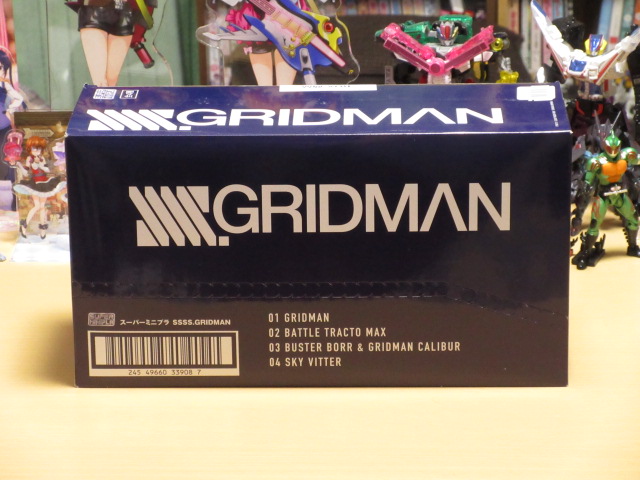 SSSS.GRIDMAN
SSSS.GRIDMAN
スーパーミニプラ SSSS.GRIDMAN
01 GRIDMAN
02 BATTLE TRACTO MAX
03 BUSTER BORR & GRIDMAN CALIBUR
04 SKY VITTER
245 49660 33908 7